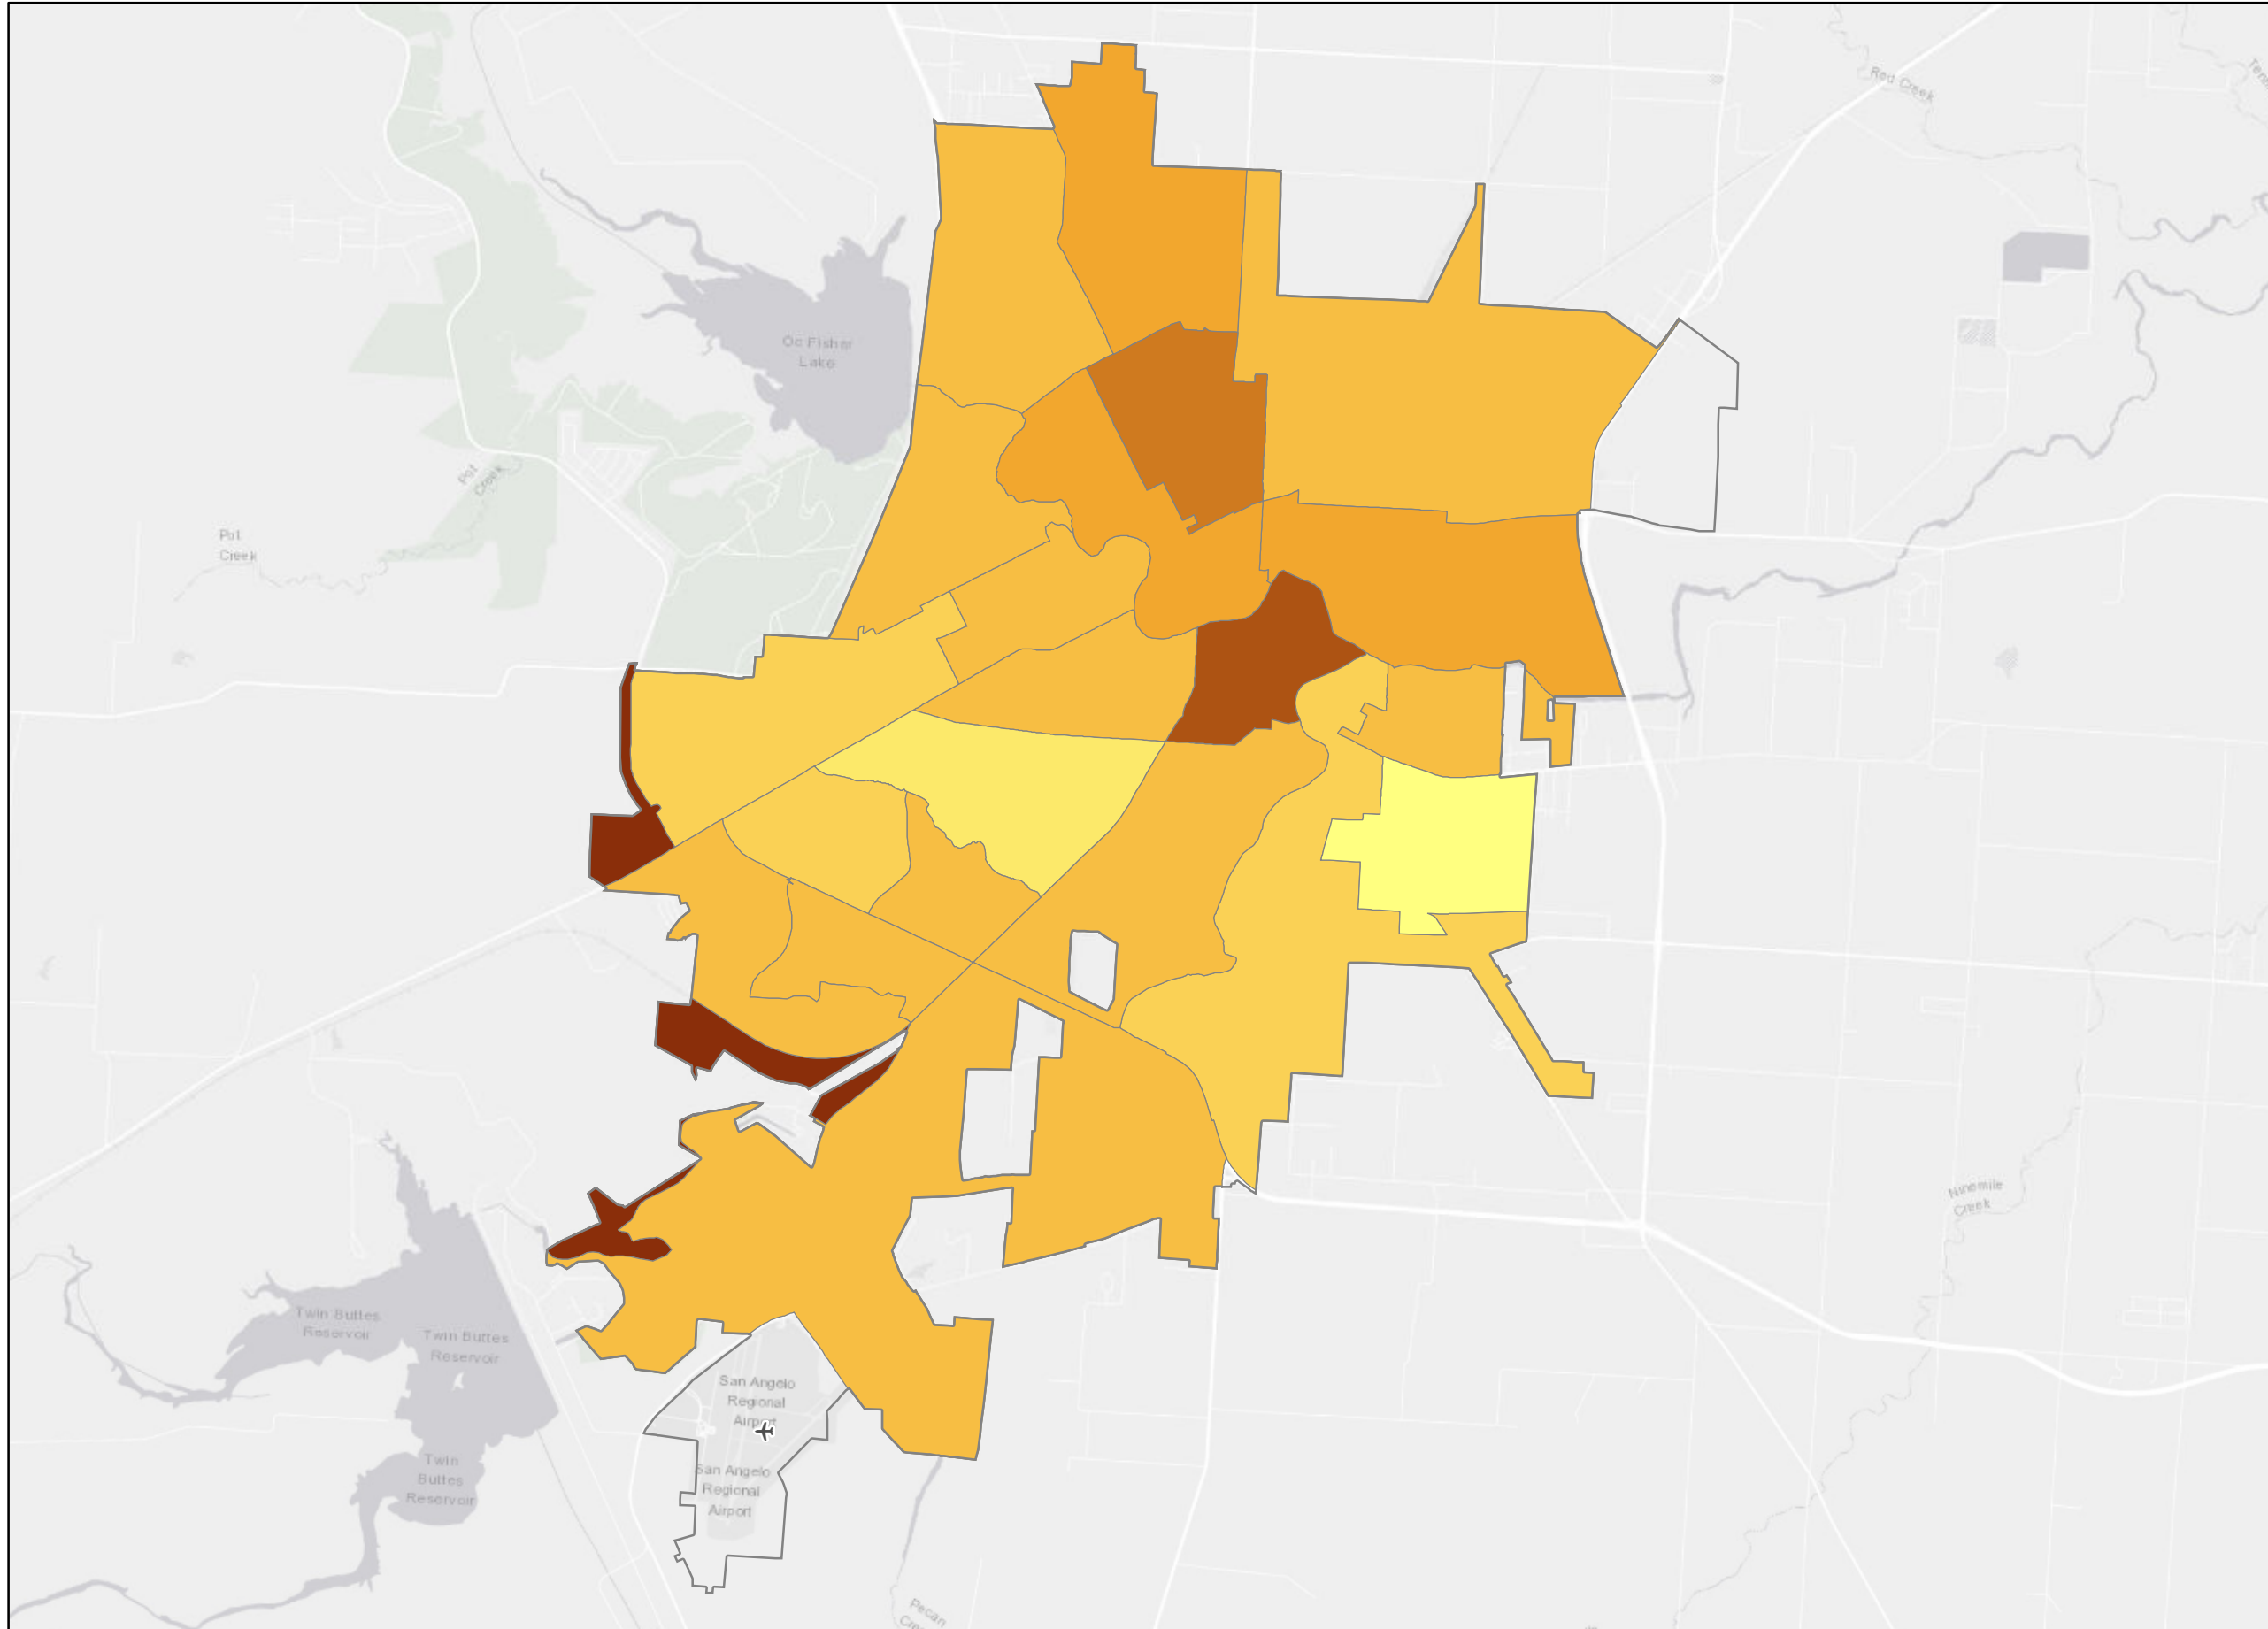 Red Creek
Oc Fisher
Lake
Pot
Creek
Pot
Creek
Ninemile
Creek
Twin Buttes
Reservoir
Twin Buttes
Reservoir
San Angelo
Regional
Airport
Twin
Buttes
Reservoir
San Angelo
Regional
Airport
Pecan